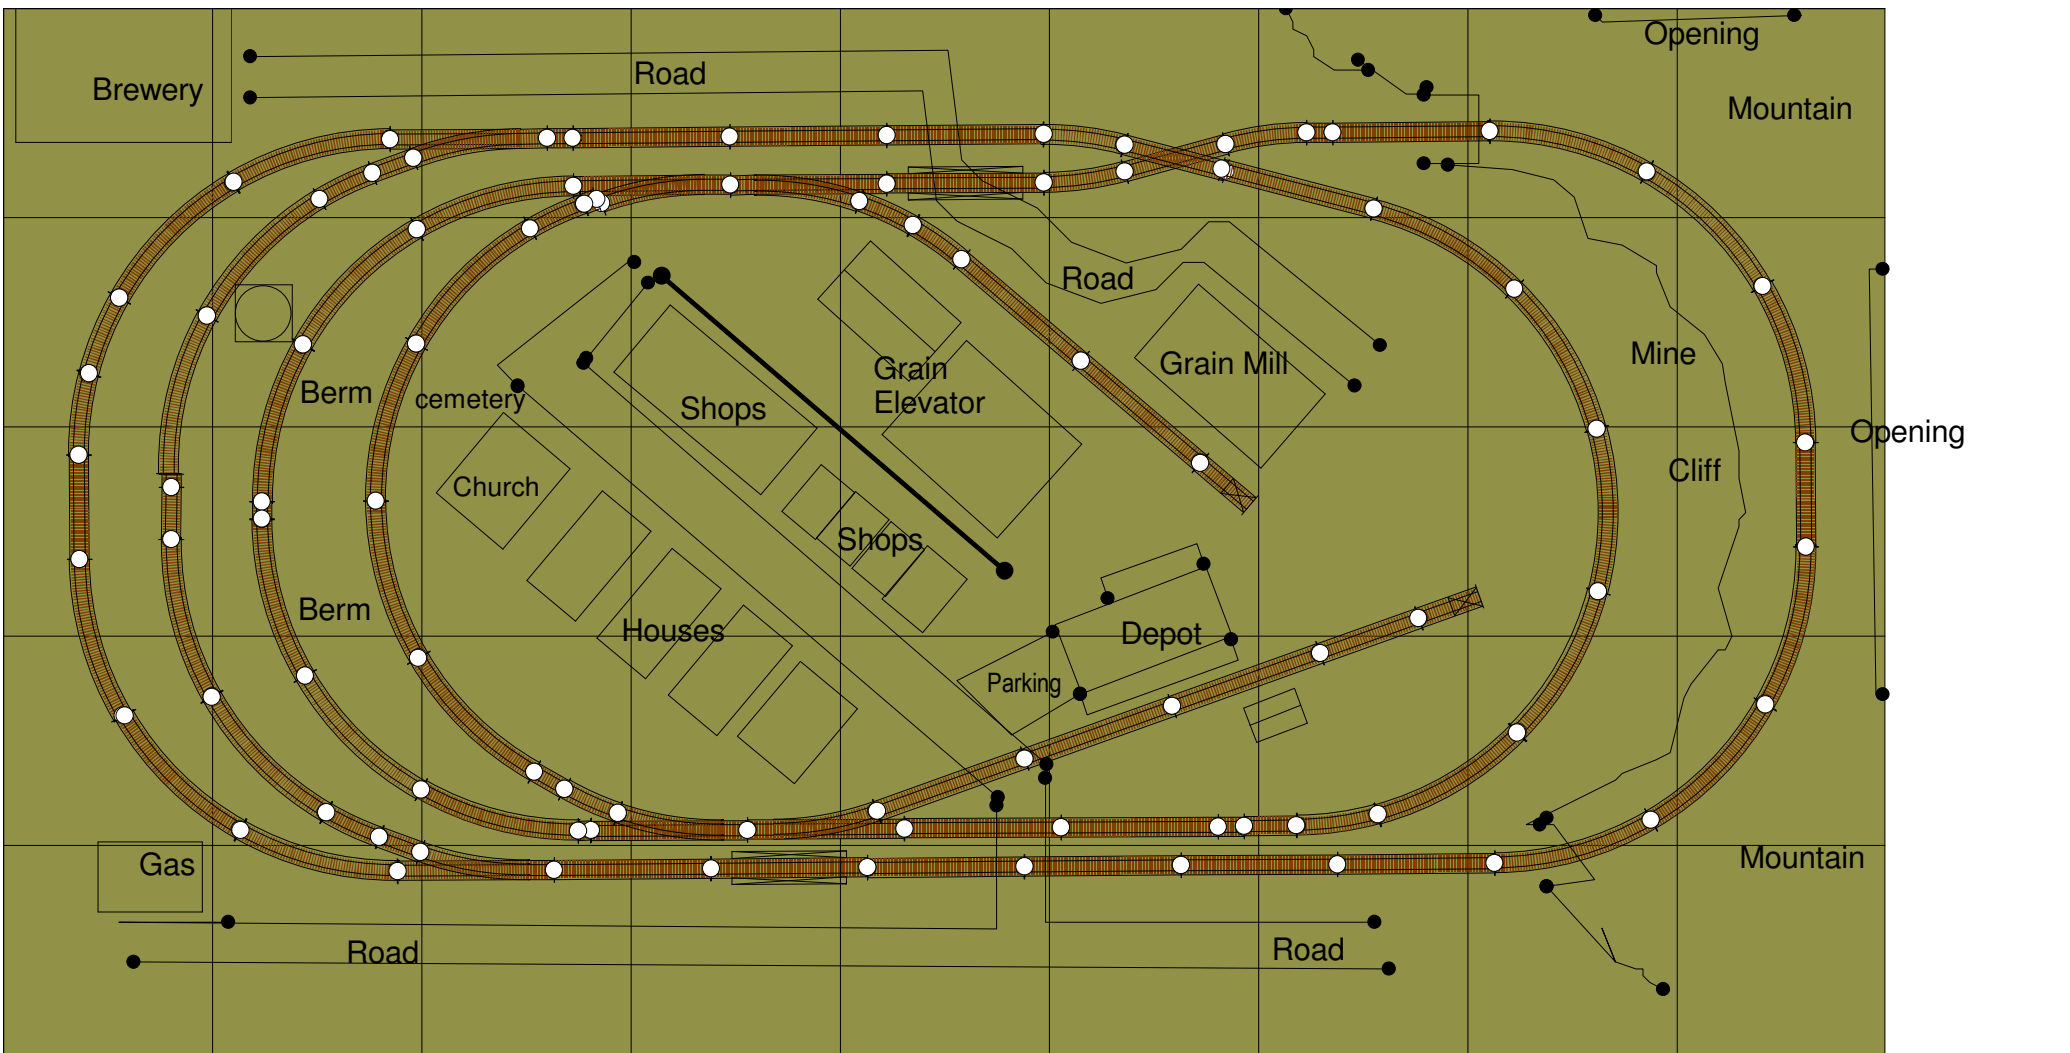 Opening
Road
Brewery
Mountain
Road
Mine
Grain Mill
Grain
Elevator
Berm
cemetery
Shops
Opening
Cliff
Church
Shops
Berm
Houses
Depot
Parking
Mountain
Gas
Road
Road